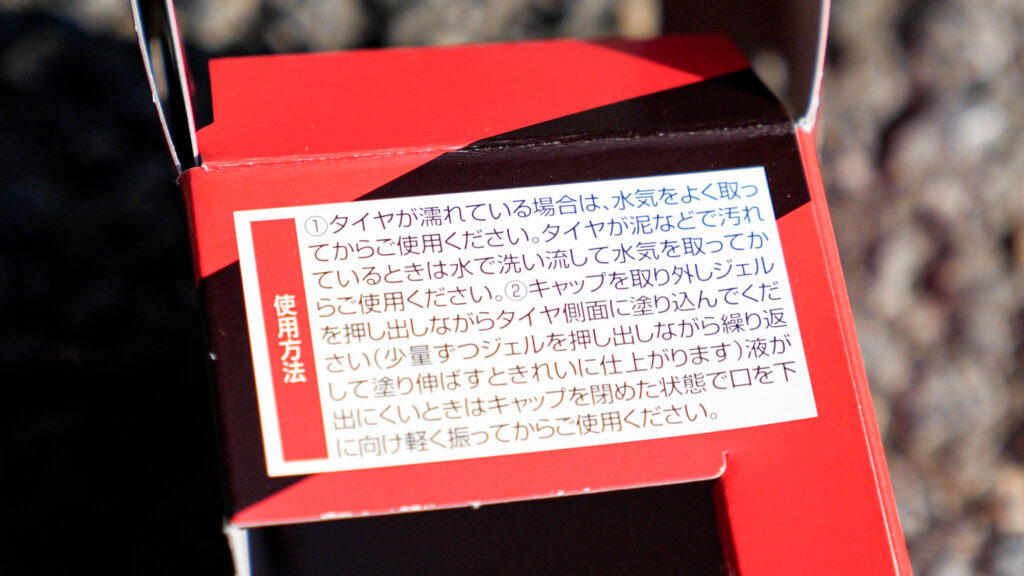 使用方法
①タイヤが濡れている場合は、水気をよく取っ
てからご使用ください。タイヤが泥などで汚れ
ているときは水で洗い流して水気を取ってか
らご使用ください。②キャップを取り外しジェル
を押し出しながらタイヤ側面に塗り込んでくだ
さい(少量ずつジェルを押し出しながら繰り返
して塗り伸ばすときれいに仕上がります)液が
出にくいときはキャップを閉めた状態で口を下
に向け軽く振ってからご使用ください。